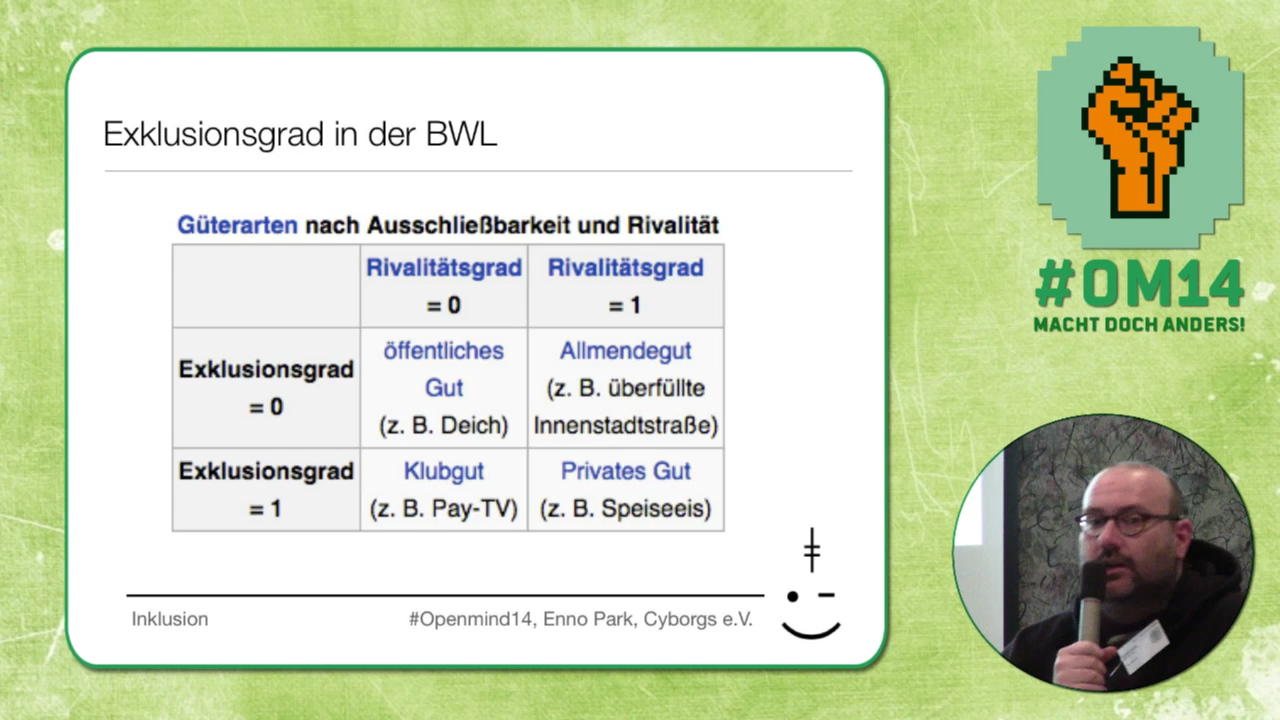 Exklusionsgrad in der BWL
Güterarten nach Ausschließbarkeit und Rivalität
Rivalitätsgrad = 0
Rivalitätsgrad = 1
Exklusionsgrad = 0
öffentliches Gut (z. B. Deich)
Allmendegut (z. B. überfüllte Innenstadtstraße)
Exklusionsgrad = 1
Klubgut (z. B. Pay-TV)
Privates Gut (z. B. Speiseeis)
Inklusion
#Openmind14, Enno Park, Cyborgs e.V.
#OM14
MACHT DOCH ANDERS!